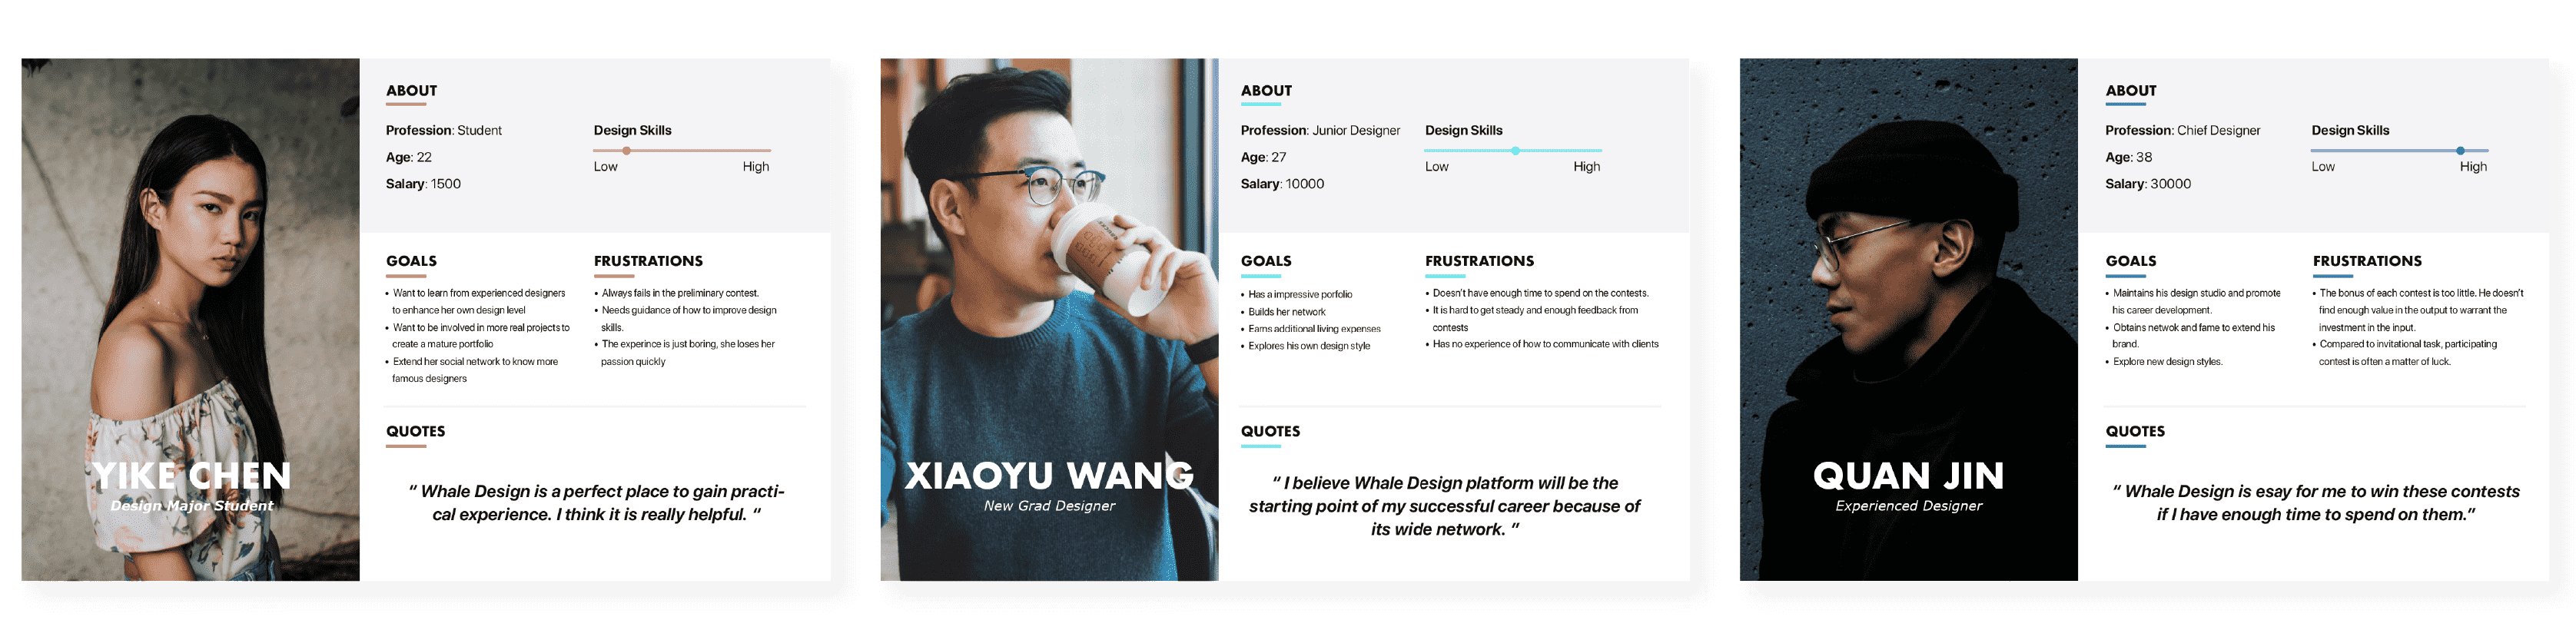 YIKE CHEN
Design Major Student
ABOUT
Profession: Student
Age: 22
Salary: 1500
Design Skills
Low High
GOALS
• Want to learn from experienced designers
to enhance her own design level
• Want to be involved in more real projects to
create a mature portfolio
• Extend her social network to know more
famous designers
FRUSTRATIONS
• Always fails in the preliminary contest.
• Needs guidance of how to improve design
skills.
• The experince is just boring, she loses her
passion quickly
QUOTES
“ Whale Design is a perfect place to gain practi-
cal experience. I think it is really helpful. “
XIAOYU WANG
New Grad Designer
ABOUT
Profession: Junior Designer
Age: 27
Salary: 10000
Design Skills
Low High
GOALS
• Has a impressive porfolio
• Builds her network
• Earns additional living expenses
• Explores his own design style
FRUSTRATIONS
• Doesn't have enough time to spend on the contests.
• It is hard to get steady and enough feedback from
contests
• Has no experience of how to communicate with clients
QUOTES
“ I believe Whale Design platform will be the
starting point of my successful career because of
its wide network. ”
QUAN JIN
Experienced Designer
ABOUT
Profession: Chief Designer
Age: 38
Salary: 30000
Design Skills
Low High
GOALS
• Maintains his design studio and promote
his career development.
• Obtains netwok and fame to extend his
brand.
• Explore new design styles.
FRUSTRATIONS
• The bonus of each contest is too little. He doesn't
find enough value in the output to warrant the
investment in the input.
• Compared to invitational task, participating
contest is often a matter of luck.
QUOTES
“ Whale Design is esay for me to win these contests
if I have enough time to spend on them.”